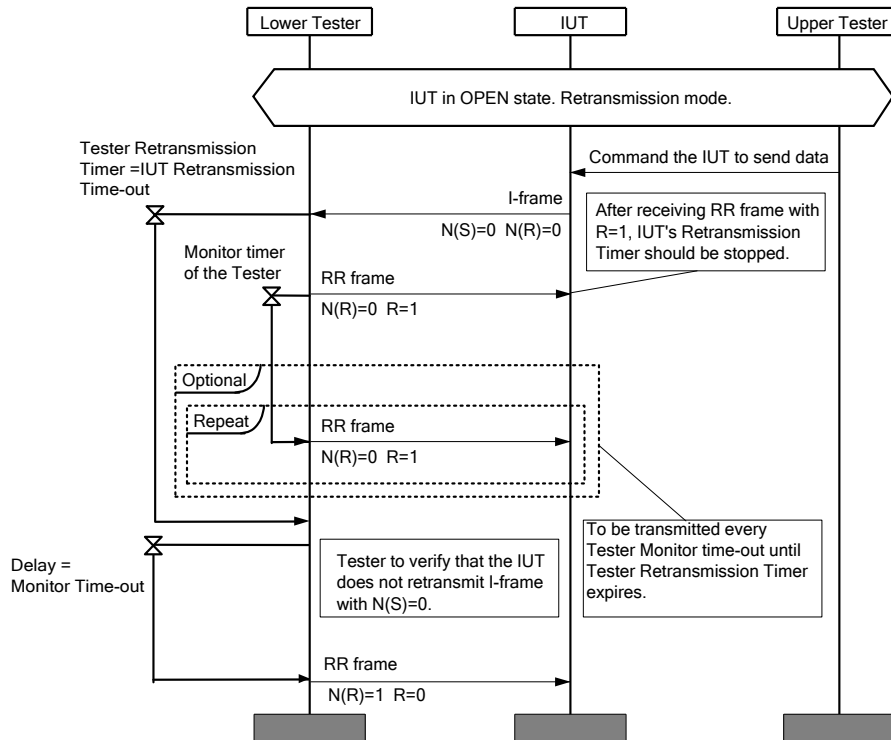 Lower Tester
IUT
Upper Tester
IUT in OPEN state. Retransmission mode.
Tester Retransmission
Timer =IUT Retransmission
Time-out
Command the IUT to send data
I-frame
N(S)=0 N(R)=0
After receiving RR frame with
R=1, IUT's Retransmission
Timer should be stopped.
Monitor timer
of the Tester
RR frame
N(R)=0 R=1
Optional
Repeat
RR frame
N(R)=0 R=1
To be transmitted every
Tester Monitor time-out until
Tester Retransmission Timer
expires.
Delay =
Monitor Time-out
Tester to verify that the IUT
does not retransmit I-frame
with N(S)=0.
RR frame
N(R)=1 R=0